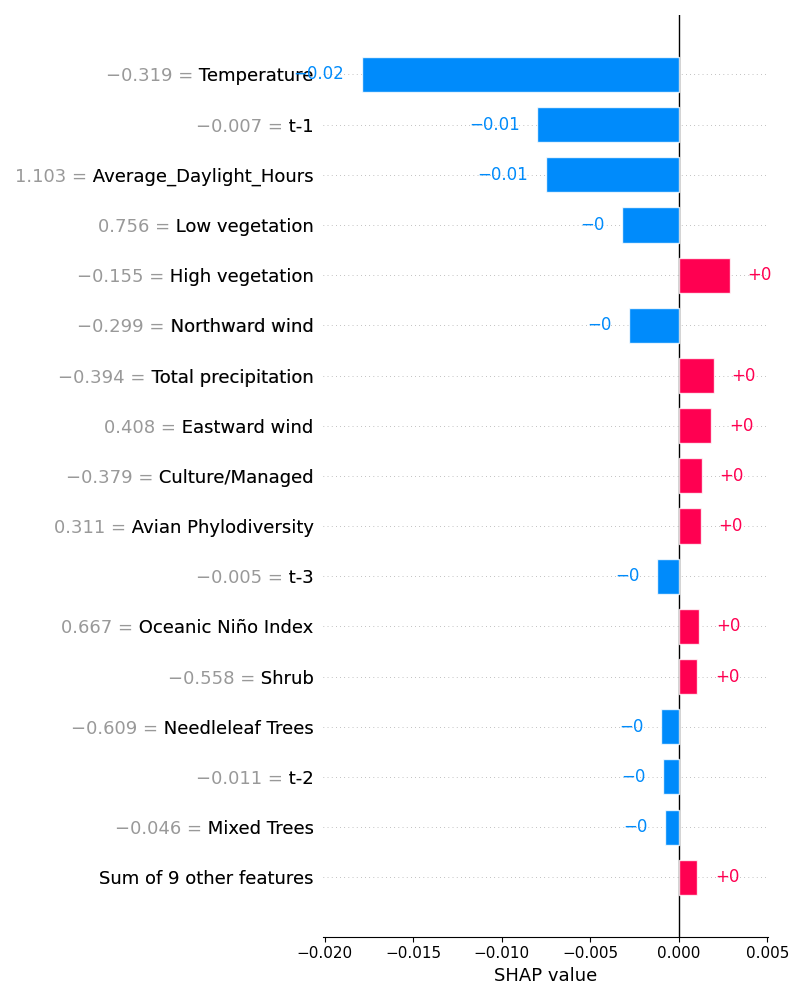 −0.319 = Temperature −0.02
−0.007 = t-1 −0.01
1.103 = Average_Daylight_Hours −0.01
0.756 = Low vegetation −0
−0.155 = High vegetation +0
−0.299 = Northward wind −0
−0.394 = Total precipitation +0
0.408 = Eastward wind +0
−0.379 = Culture/Managed +0
0.311 = Avian Phylodiversity +0
−0.005 = t-3 −0
0.667 = Oceanic Niño Index +0
−0.558 = Shrub +0
−0.609 = Needleleaf Trees −0
−0.011 = t-2 −0
−0.046 = Mixed Trees −0
Sum of 9 other features +0
−0.020 −0.015 −0.010 −0.005 0.000 0.005
SHAP value